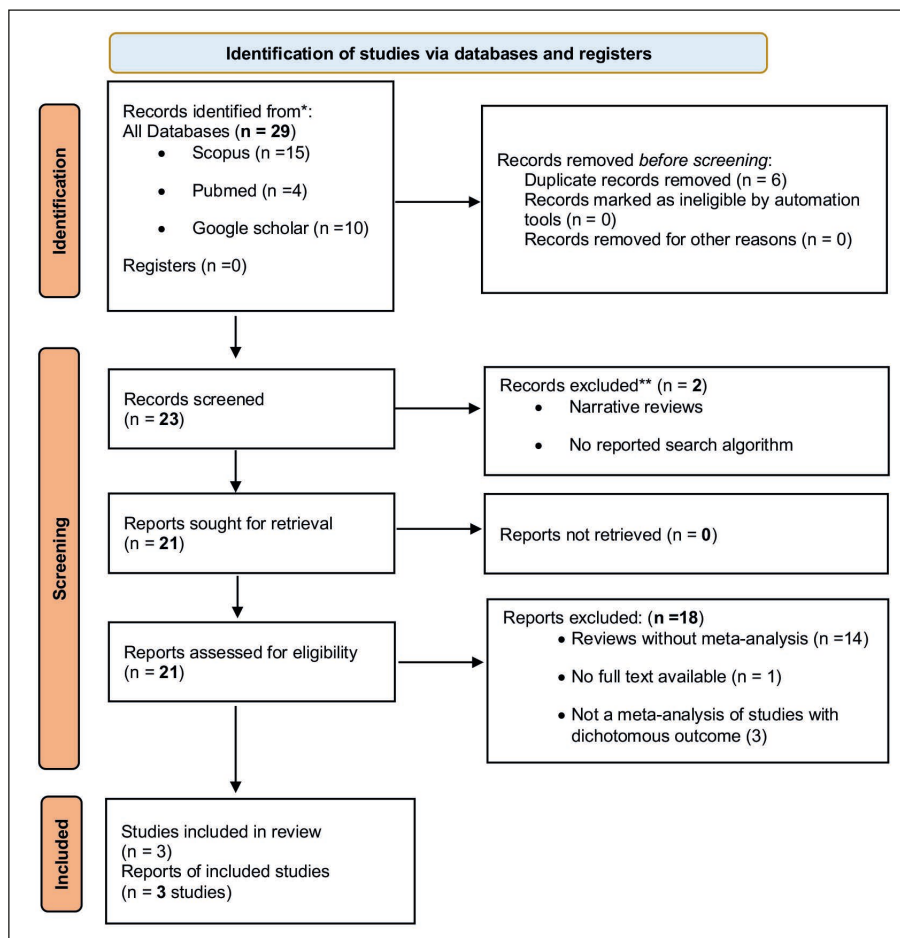 Identification of studies via databases and registers
Identification
Records identified from*:
All Databases (n = 29)
• Scopus (n =15)
• Pubmed (n =4)
• Google scholar (n =10)
Registers (n =0)
Records removed before screening:
Duplicate records removed (n = 6)
Records marked as ineligible by automation
tools (n = 0)
Records removed for other reasons (n = 0)
Screening
Records screened
(n = 23)
Records excluded** (n = 2)
• Narrative reviews
• No reported search algorithm
Reports sought for retrieval
(n = 21)
Reports not retrieved (n = 0)
Reports assessed for eligibility
(n = 21)
Reports excluded: (n =18)
• Reviews without meta-analysis (n =14)
• No full text available (n = 1)
• Not a meta-analysis of studies with
dichotomous outcome (3)
Included
Studies included in review
(n = 3)
Reports of included studies
(n = 3 studies)